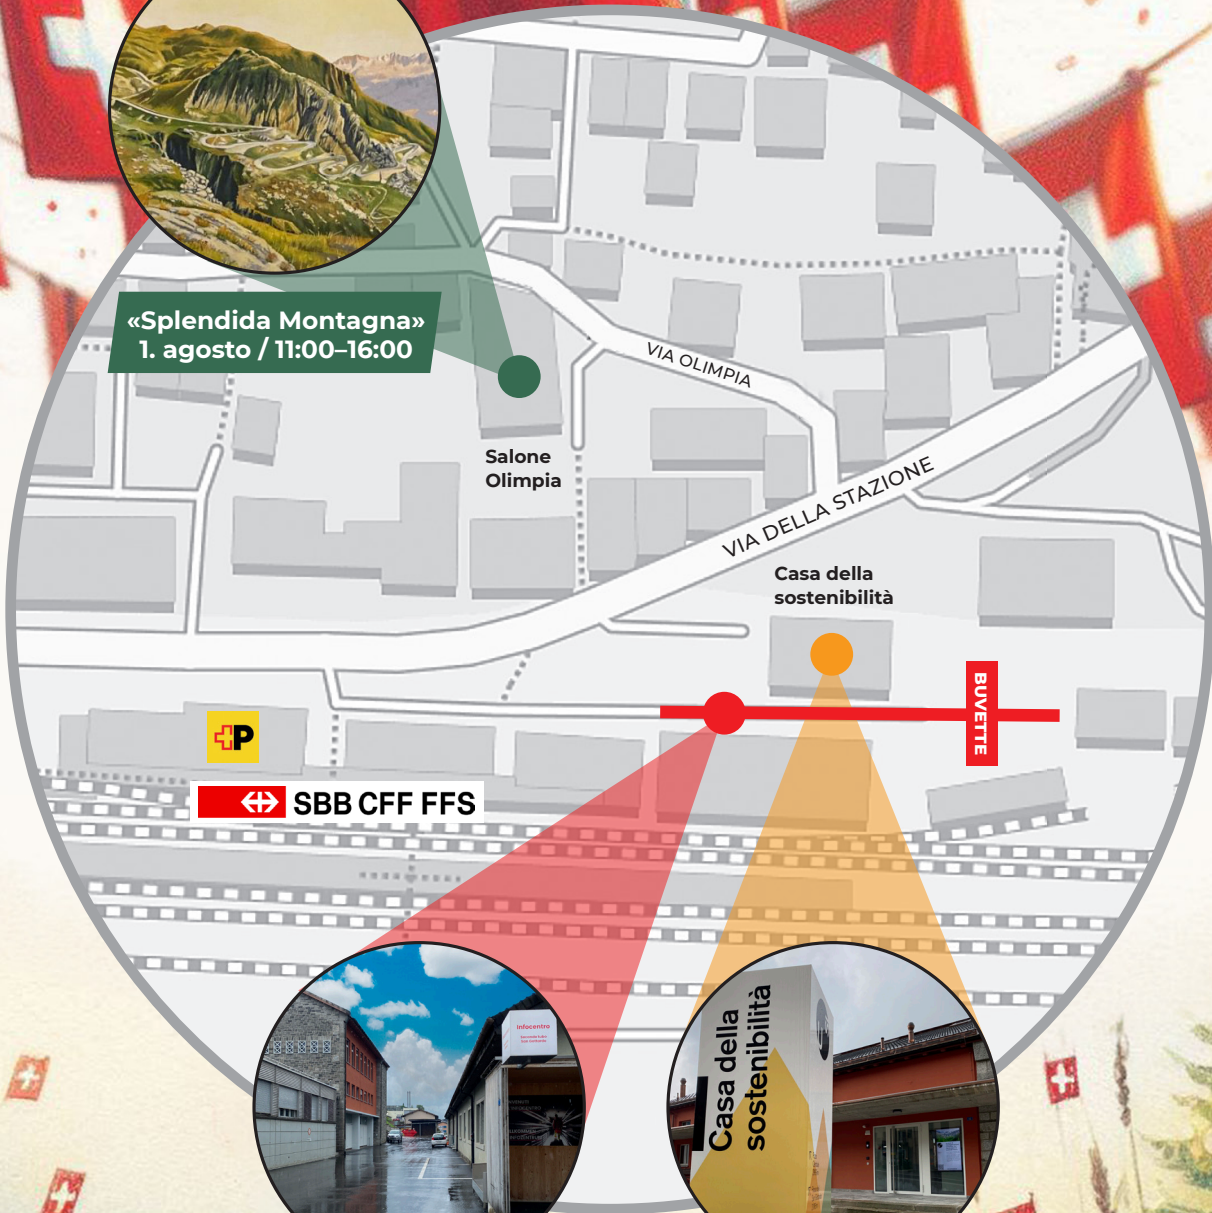 «Splendida Montagna»
1. agosto / 11:00–16:00
VIA OLIMPIA
Salone
Olimpia
VIA DELLA STAZIONE
Casa della
sostenibilità
BUVETTE
P
SBB CFF FFS
infocentro
Casa della
sostenibilità